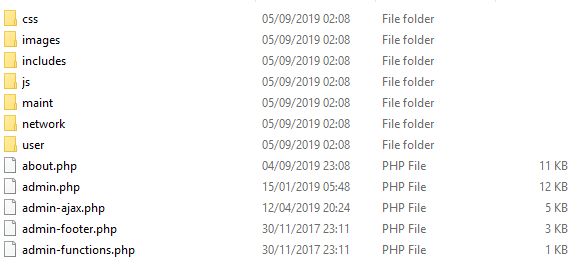 css 05/09/2019 02:08 File folder
images 05/09/2019 02:08 File folder
includes 05/09/2019 02:08 File folder
js 05/09/2019 02:08 File folder
maint 05/09/2019 02:08 File folder
network 05/09/2019 02:08 File folder
user 05/09/2019 02:08 File folder
about.php 04/09/2019 23:08 PHP File 11 KB
admin.php 15/01/2019 05:48 PHP File 12 KB
admin-ajax.php 12/04/2019 20:24 PHP File 5 KB
admin-footer.php 30/11/2017 23:11 PHP File 3 KB
admin-functions.php 30/11/2017 23:11 PHP File 1 KB